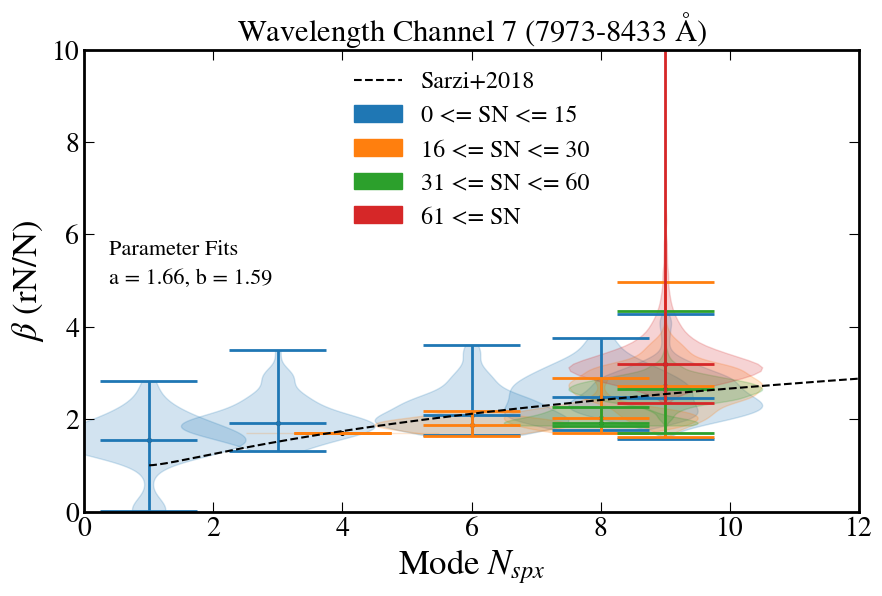 Wavelength Channel 7 (7973-8433 Å)
10
8
6
4
2
0
β (rN/N)
Sarzi+2018
0 <= SN <= 15
16 <= SN <= 30
31 <= SN <= 60
61 <= SN
Parameter Fits
a = 1.66, b = 1.59
0 2 4 6 8 10 12
Mode N_{spx}